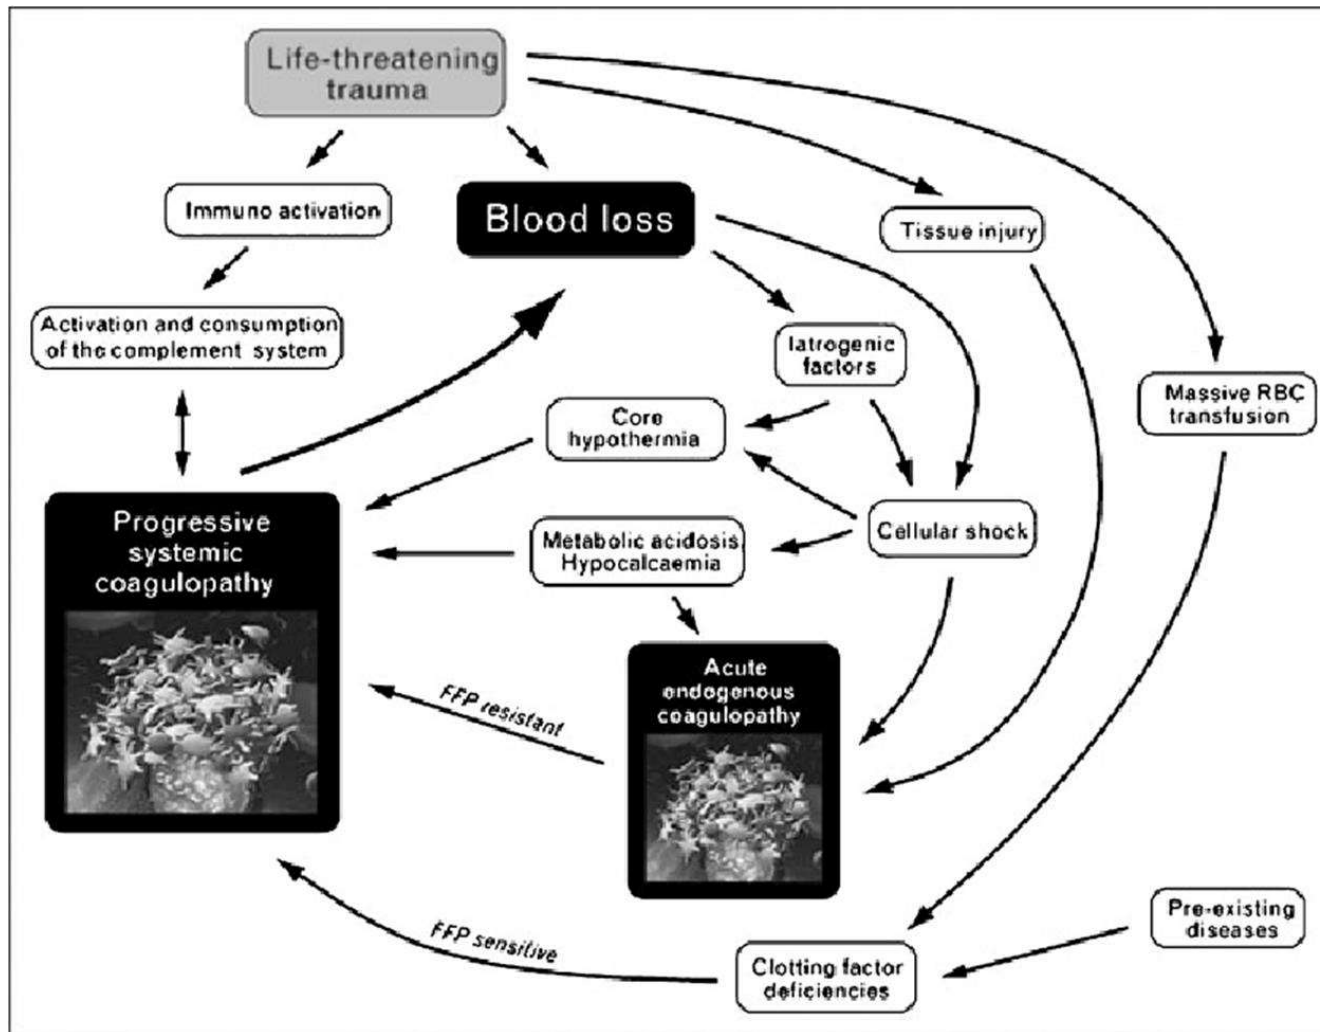 Life-threatening
trauma
Immuno activation
Blood loss
Tissue injury
Activation and consumption
of the complement system
Iatrogenic
factors
Massive RBC
transfusion
Core
hypothermia
Progressive
systemic
coagulopathy
Metabolic acidosis
Hypocalcaemia
Cellular shock
Acute
endogenous
coagulopathy
FFP resistant
FFP sensitive
Clotting factor
deficiencies
Pre-existing
diseases